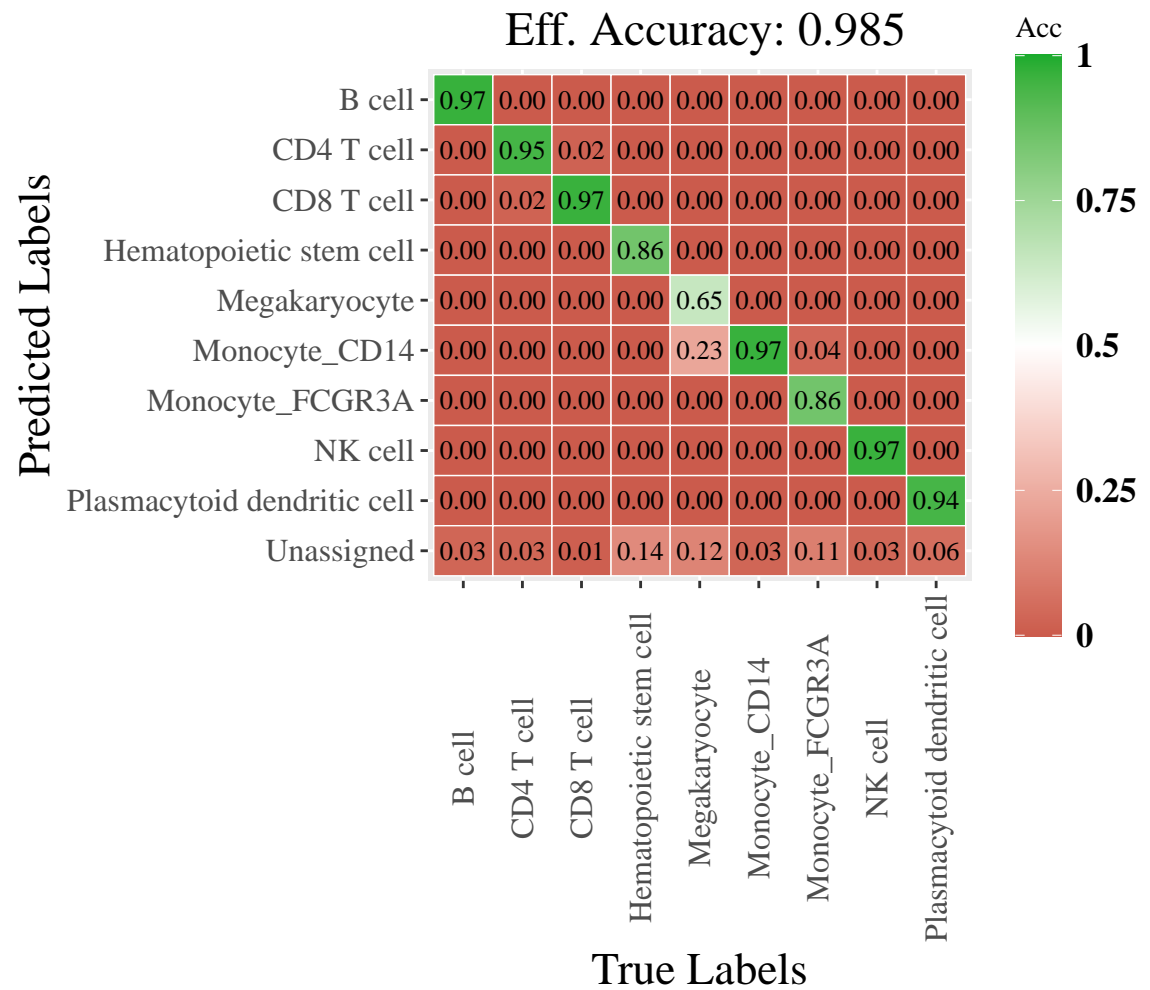 Eff. Accuracy: 0.985
Acc
1
0.75
0.5
0.25
0
Predicted Labels
B cell 0.97 0.00 0.00 0.00 0.00 0.00 0.00 0.00 0.00
CD4 T cell 0.00 0.95 0.02 0.00 0.00 0.00 0.00 0.00 0.00
CD8 T cell 0.00 0.02 0.97 0.00 0.00 0.00 0.00 0.00 0.00
Hematopoietic stem cell 0.00 0.00 0.00 0.86 0.00 0.00 0.00 0.00 0.00
Megakaryocyte 0.00 0.00 0.00 0.00 0.65 0.00 0.00 0.00 0.00
Monocyte_CD14 0.00 0.00 0.00 0.00 0.23 0.97 0.04 0.00 0.00
Monocyte_FCGR3A 0.00 0.00 0.00 0.00 0.00 0.00 0.86 0.00 0.00
NK cell 0.00 0.00 0.00 0.00 0.00 0.00 0.00 0.97 0.00
Plasmacytoid dendritic cell 0.00 0.00 0.00 0.00 0.00 0.00 0.00 0.00 0.94
Unassigned 0.03 0.03 0.01 0.14 0.12 0.03 0.11 0.03 0.06
B cell
CD4 T cell
CD8 T cell
Hematopoietic stem cell
Megakaryocyte
Monocyte_CD14
Monocyte_FCGR3A
NK cell
Plasmacytoid dendritic cell
True Labels